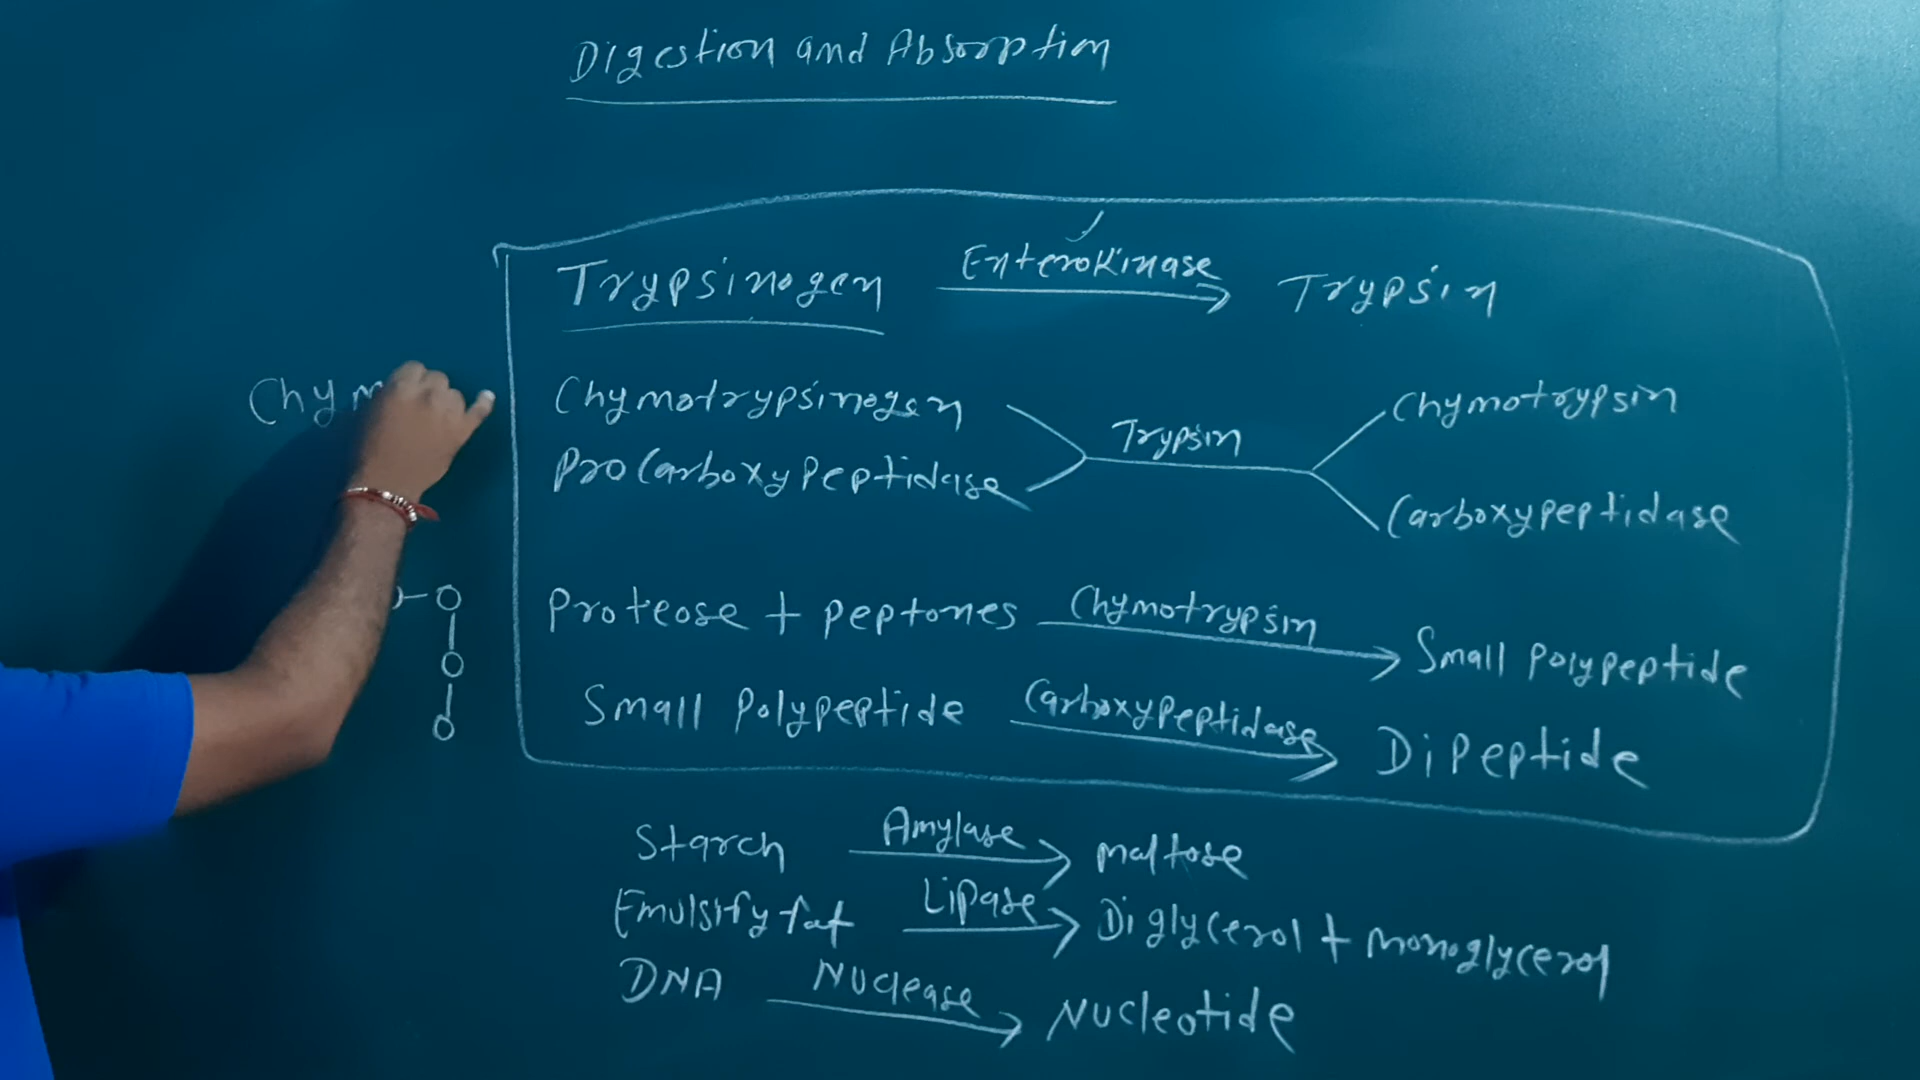 Digestion and Absorption
Trypsinogen Enterokinase Trypsin
Chym
Chymotrypsinogen Trypsin Chymotrypsin
Procarboxypeptidase Carboxypeptidase
Proteose + peptones Chymotrypsin Small polypeptide
Small polypeptide Carboxypeptidase Dipeptide
Starch Amylase maltose
Emulsify fat Lipase Diglycerol + monoglycerol
DNA Nuclease Nucleotide